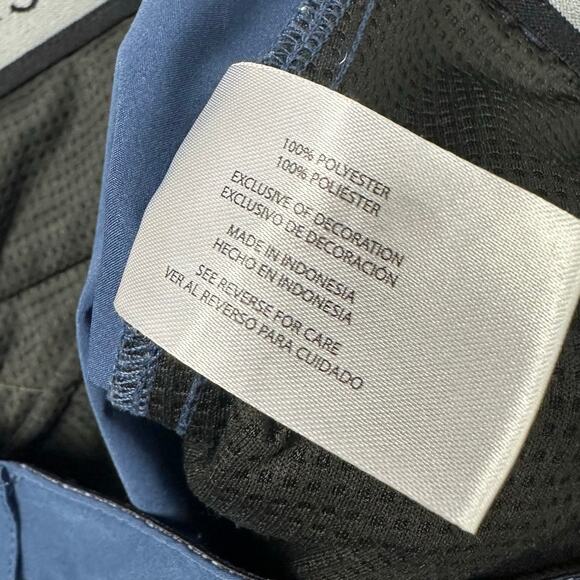 100% POLYESTER
100% POLIÉSTER
EXCLUSIVE OF DECORATION
EXCLUSIVO DE DECORACIÓN
MADE IN INDONESIA
HECHO EN INDONESIA
SEE REVERSE FOR CARE
VER AL REVERSO PARA CUIDADO